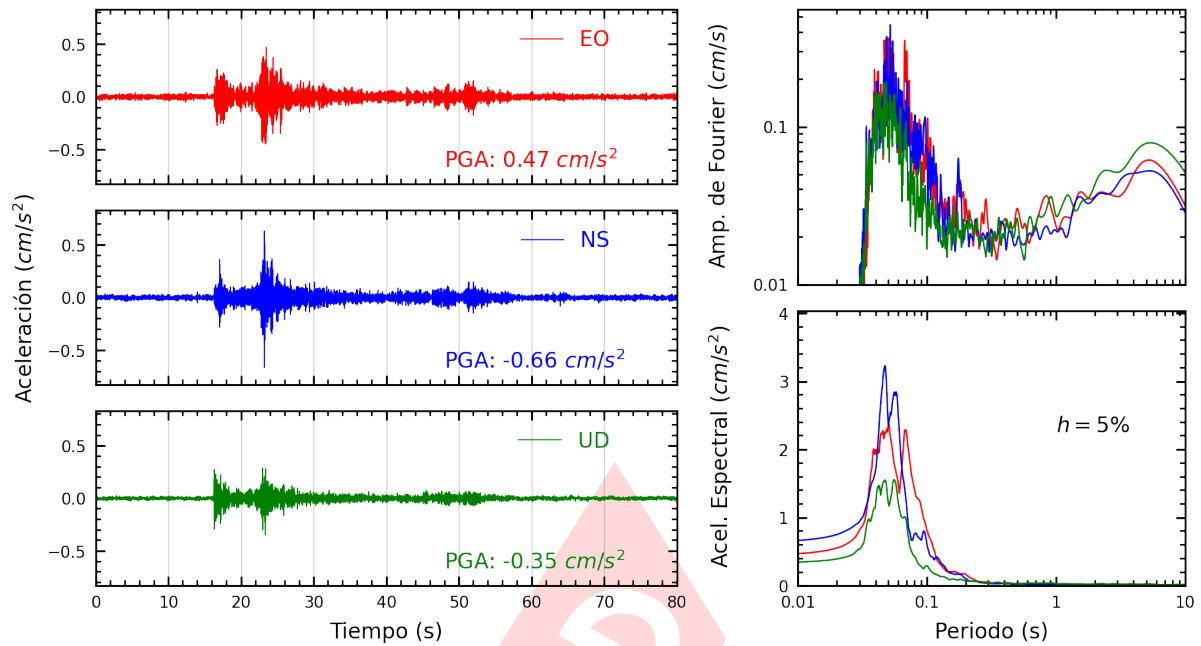 Aceleración (cm/s²)
0.5
0.0
−0.5
EO
PGA: 0.47 cm/s²
0.5
0.0
−0.5
NS
PGA: -0.66 cm/s²
0.5
0.0
−0.5
UD
PGA: -0.35 cm/s²
0 10 20 30 40 50 60 70 80
Tiempo (s)
Amp. de Fourier (cm/s)
0.1
0.01
Acel. Espectral (cm/s²)
4
3
2
1
0
h = 5%
0.01 0.1 1 10
Periodo (s)